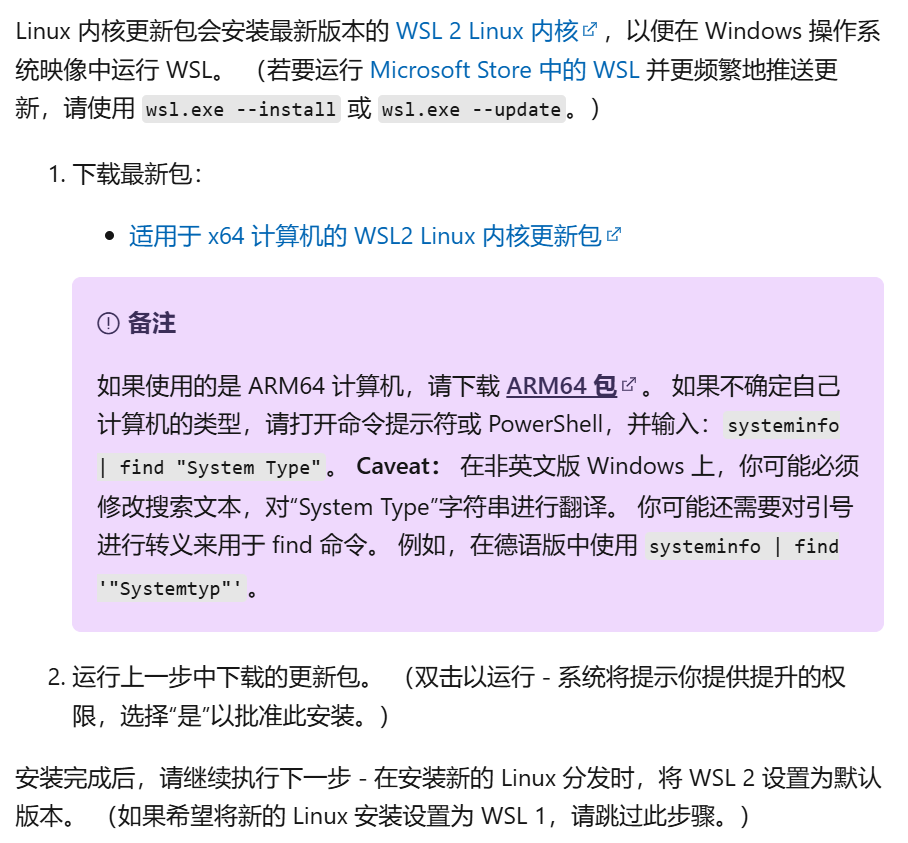 Linux 内核更新包会安装最新版本的 WSL 2 Linux 内核，以便在 Windows 操作系
统映像中运行 WSL。 （若要运行 Microsoft Store 中的 WSL 并更频繁地推送更
新，请使用 wsl.exe --install 或 wsl.exe --update。）
1. 下载最新包：
• 适用于 x64 计算机的 WSL2 Linux 内核更新包
备注
如果使用的是 ARM64 计算机，请下载 ARM64 包。 如果不确定自己
计算机的类型，请打开命令提示符或 PowerShell，并输入： systeminfo
| find "System Type"。 Caveat： 在非英文版 Windows 上，你可能必须
修改搜索文本，对“System Type”字符串进行翻译。 你可能还需要对引号
进行转义来用于 find 命令。 例如，在德语版中使用 systeminfo | find
'"Systemtyp"'。
2. 运行上一步中下载的更新包。 （双击以运行 - 系统将提示你提供提升的权
限，选择“是”以批准此安装。）
安装完成后，请继续执行下一步 - 在安装新的 Linux 分发时，将 WSL 2 设置为默认
版本。 （如果希望将新的 Linux 安装设置为 WSL 1，请跳过此步骤。）